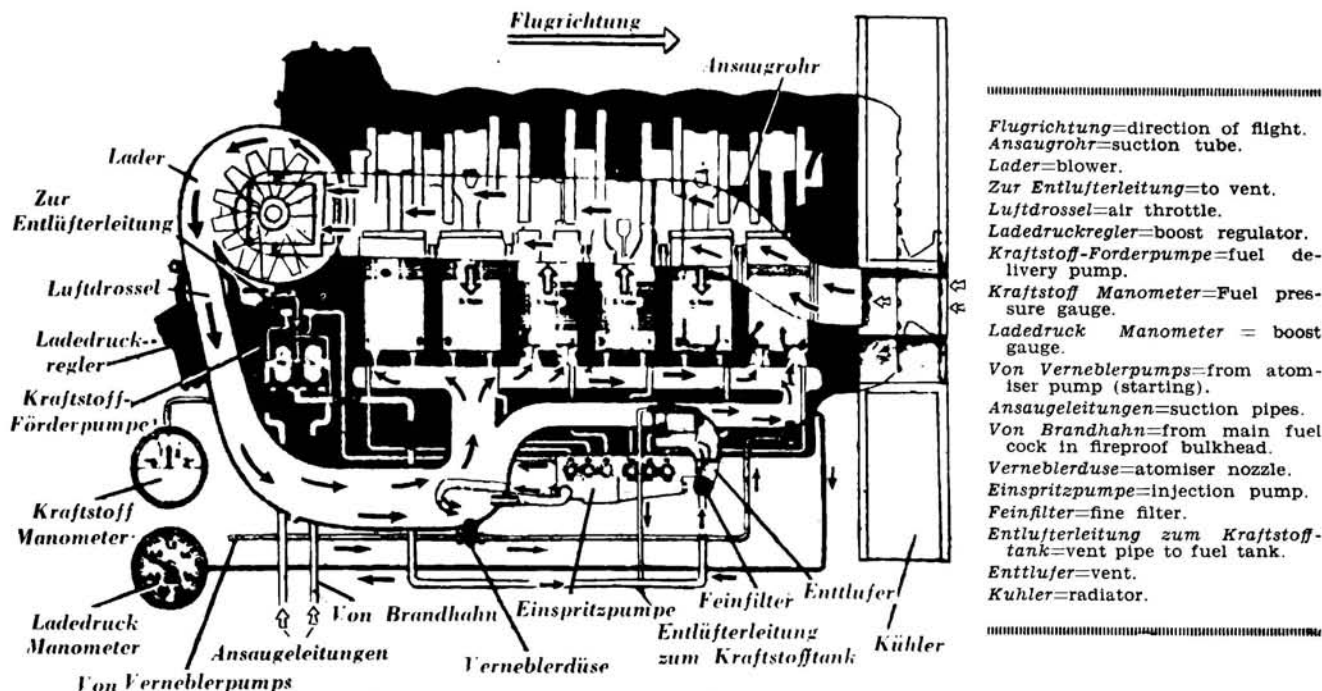 Flugrichtung
Ansaugrohr
Lader
Zur
Entlüfterleitung
Luftdrossel
Ladedruck--
regler
Kraftstoff-
Förderpumpe
Kraftstoff
Manometer
Ladedruck
Manometer
Von Verneblerpumps
Ansaugeleitungen
Von Brandhahn
Verneblerdüse
Einspritzpumpe
Feinfilter
Entlüfterleitung
zum Kraftstofftank
Enttlufer
Kühler
Flugrichtung=direction of flight.
Ansaugrohr=suction tube.
Lader=blower.
Zur Entlufterleitung=to vent.
Luftdrossel=air throttle.
Ladedruckregler=boost regulator.
Kraftstoff-Forderpumpe=fuel de-
livery pump.
Kraftstoff Manometer=Fuel pres-
sure gauge.
Ladedruck Manometer = boost
gauge.
Von Verneblerpumps=from atom-
iser pump (starting).
Ansaugeleitungen=suction pipes.
Von Brandhahn=from main fuel
cock in fireproof bulkhead.
Verneblerduse=atomiser nozzle.
Einspritzpumpe=injection pump.
Feinfilter=fine filter.
Entlufterleitung zum Kraftstoff-
tank=vent pipe to fuel tank.
Enttlufer=vent.
Kuhler=radiator.